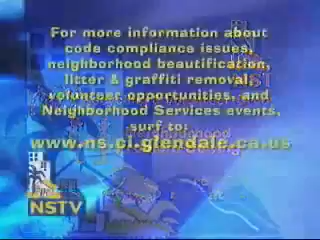 For more information about
code compliance issues,
neighborhood beautification,
litter & graffiti removal,
volunteer opportunities, and
Neighborhood Services events,
surf to:
www.ns.ci.glendale.ca.us
NSTV